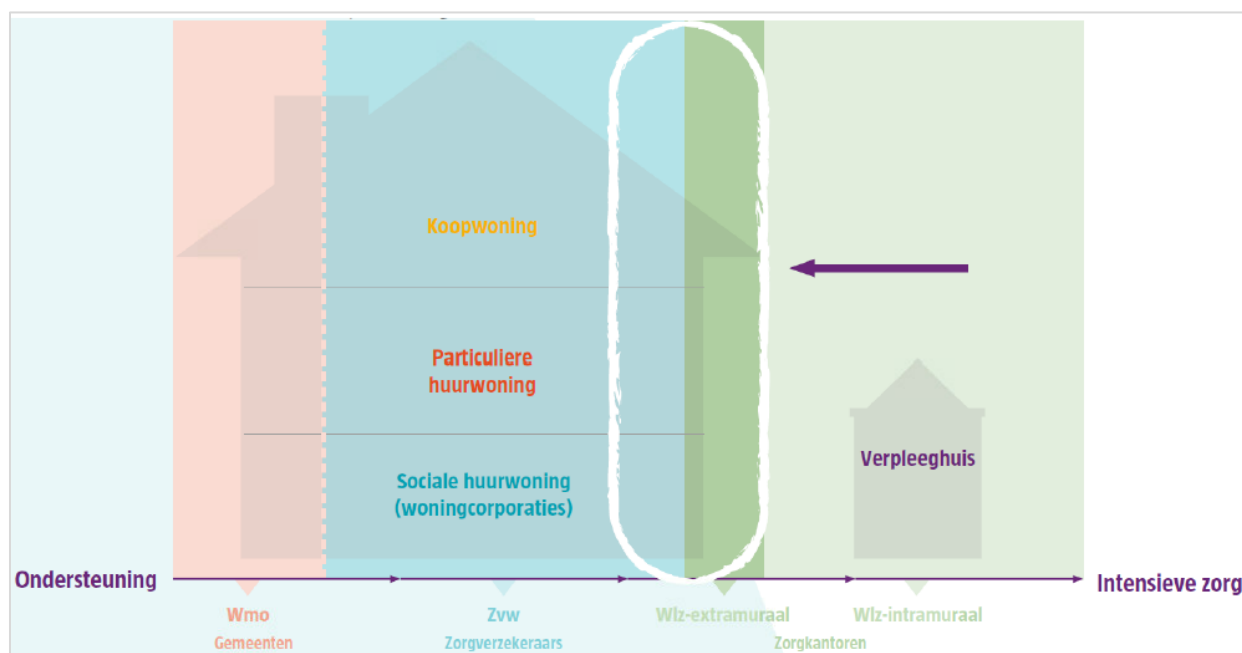 Koopwoning
Particuliere
huurwoning
Sociale huurwoning
(woningcorporaties)
Verpleeghuis
Ondersteuning
Intensieve zorg
Wmo
Zvw
Wlz-extramuraal
Wlz-intramuraal
Gemeenten
Zorgverzekeraars
Zorgkantoren